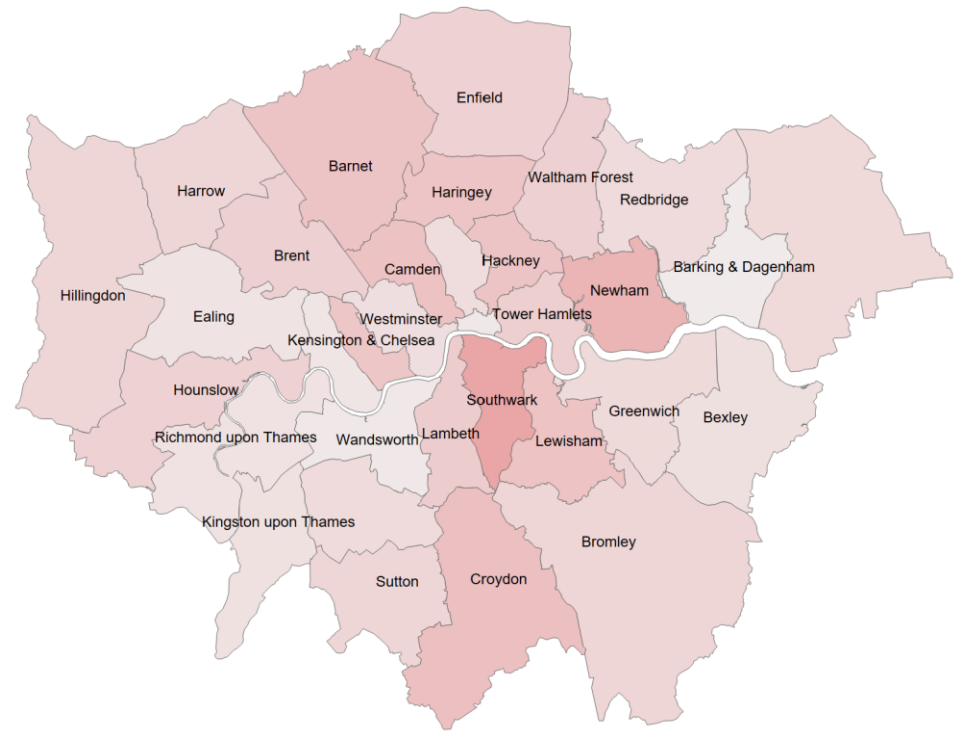 Enfield
Barnet
Waltham Forest
Harrow
Haringey
Redbridge
Brent
Hackney
Camden
Barking & Dagenham
Hillingdon
Newham
Ealing
Tower Hamlets
Westminster
Kensington & Chelsea
Hounslow
Southwark
Greenwich
Bexley
Richmond upon Thames
Wandsworth
Lambeth
Lewisham
Kingston upon Thames
Bromley
Sutton
Croydon